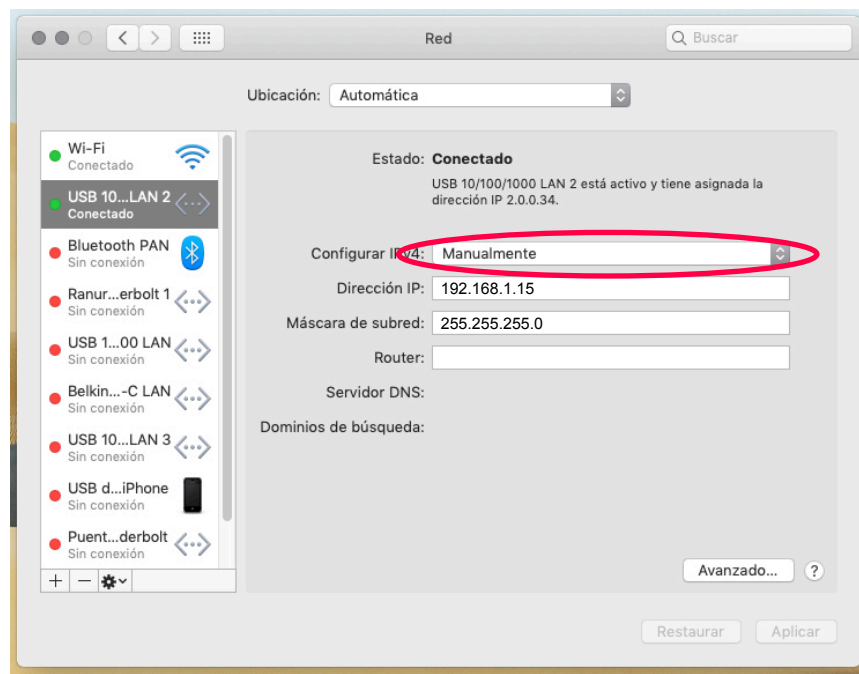 Red
Buscar
Ubicación: Automática
Wi-Fi
Conectado
USB 10...LAN 2
Conectado
Bluetooth PAN
Sin conexión
Ranur...erbolt 1
Sin conexión
USB 1...00 LAN
Sin conexión
Belkin...-C LAN
Sin conexión
USB 10...LAN 3
Sin conexión
USB d...iPhone
Sin conexión
Puent...derbolt
Sin conexión
Estado: Conectado
USB 10/100/1000 LAN 2 está activo y tiene asignada la
dirección IP 2.0.0.34.
Configurar IPv4: Manualmente
Dirección IP: 192.168.1.15
Máscara de subred: 255.255.255.0
Router:
Servidor DNS:
Dominios de búsqueda:
Avanzado... ?
Restaurar Aplicar